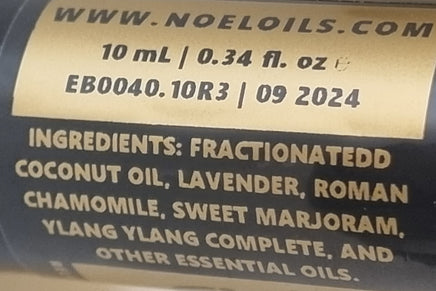 WWW.NOELOILS.COM
10 mL | 0.34 fl. oz e
EB0040.10R3 | 09 2024
INGREDIENTS: FRACTIONATEDD
COCONUT OIL, LAVENDER, ROMAN
CHAMOMILE, SWEET MARJORAM,
YLANG YLANG COMPLETE, AND
OTHER ESSENTIAL OILS.